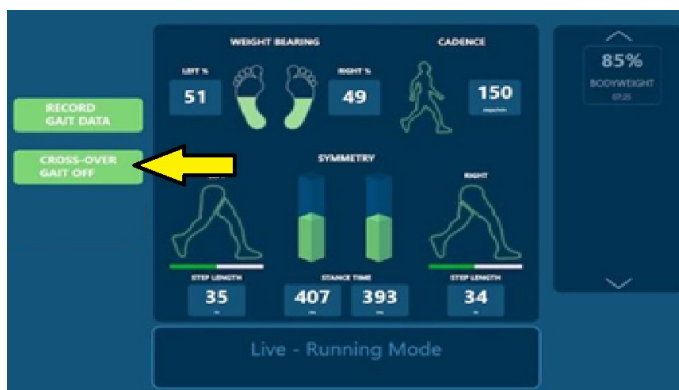 WEIGHT BEARING
CADENCE
LEFT %
RIGHT %
51
49
150
85%
BODYWEIGHT
RECORD
GAIT DATA
CROSS-OVER
GAIT OFF
SYMMETRY
RIGHT
STEP LENGTH
STANCE TIME
STEP LENGTH
35
407
393
34
Live - Running Mode